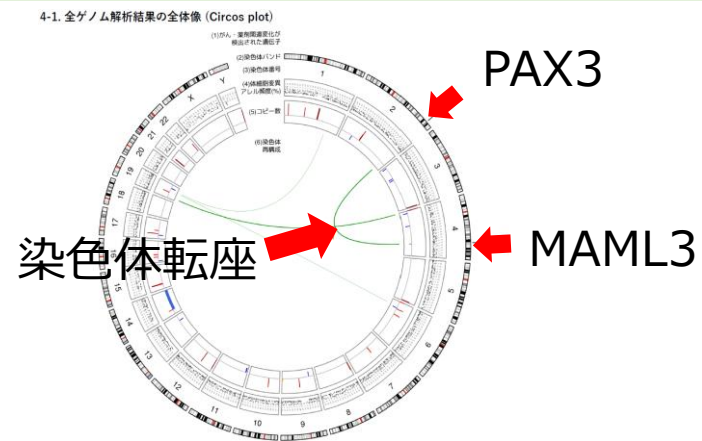 4-1. 全ゲノム解析結果の全体像 (Circos plot)
(1)がん・薬剤関連変化が
検出された遺伝子
(2)染色体バンド
(3)染色体番号
(4)体細胞変異
アレル頻度(%)
(5)コピー数
(6)染色体
再構成
PAX3
MAML3
染色体転座
1
2
3
4
5
6
7
8
9
10
11
12
13
14
15
16
17
18
19
20
21
22
X
Y